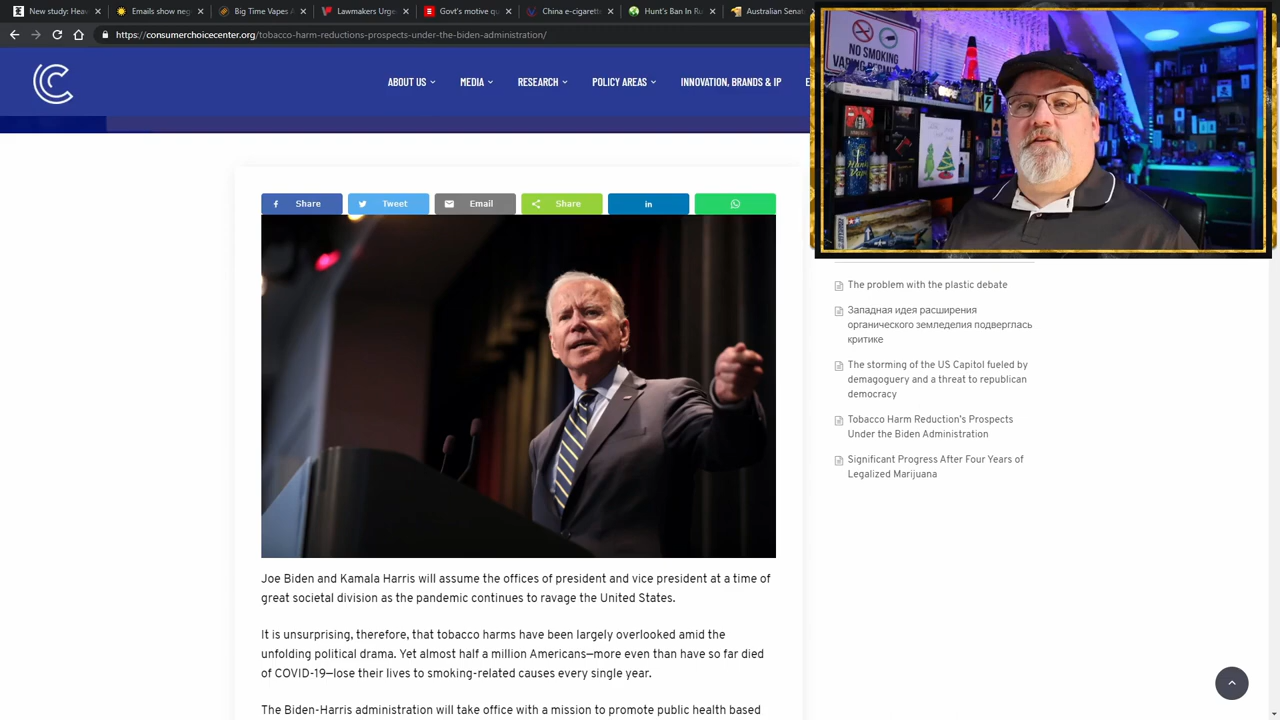 New study: Heav
Emails show ne
Big Time Vapes /
Lawmaker's Urge
Govt's motive q
China e-cigarett
Hunt's Ban In R
Australian Senat
https://consumerchoicecenter.org/tobacco-harm-reductions-prospects-under-the-biden-administration/
ABOUT US
MEDIA
RESEARCH
POLICY AREAS
INNOVATION, BRANDS & IP
E
NO SMOKING
Share
Tweet
Email
Share
in
The problem with the plastic debate
Западная идея расширения
органического земледелия подверглась
критике
The storming of the US Capitol fueled by
demagoguery and a threat to republican
democracy
Tobacco Harm Reduction's Prospects
Under the Biden Administration
Significant Progress After Four Years of
Legalized Marijuana
Joe Biden and Kamala Harris will assume the offices of president and vice president at a time of
great societal division as the pandemic continues to ravage the United States.
It is unsurprising, therefore, that tobacco harms have been largely overlooked amid the
unfolding political drama. Yet almost half a million Americans—more even than have so far died
of COVID-19—lose their lives to smoking-related causes every single year.
The Biden-Harris administration will take office with a mission to promote public health based